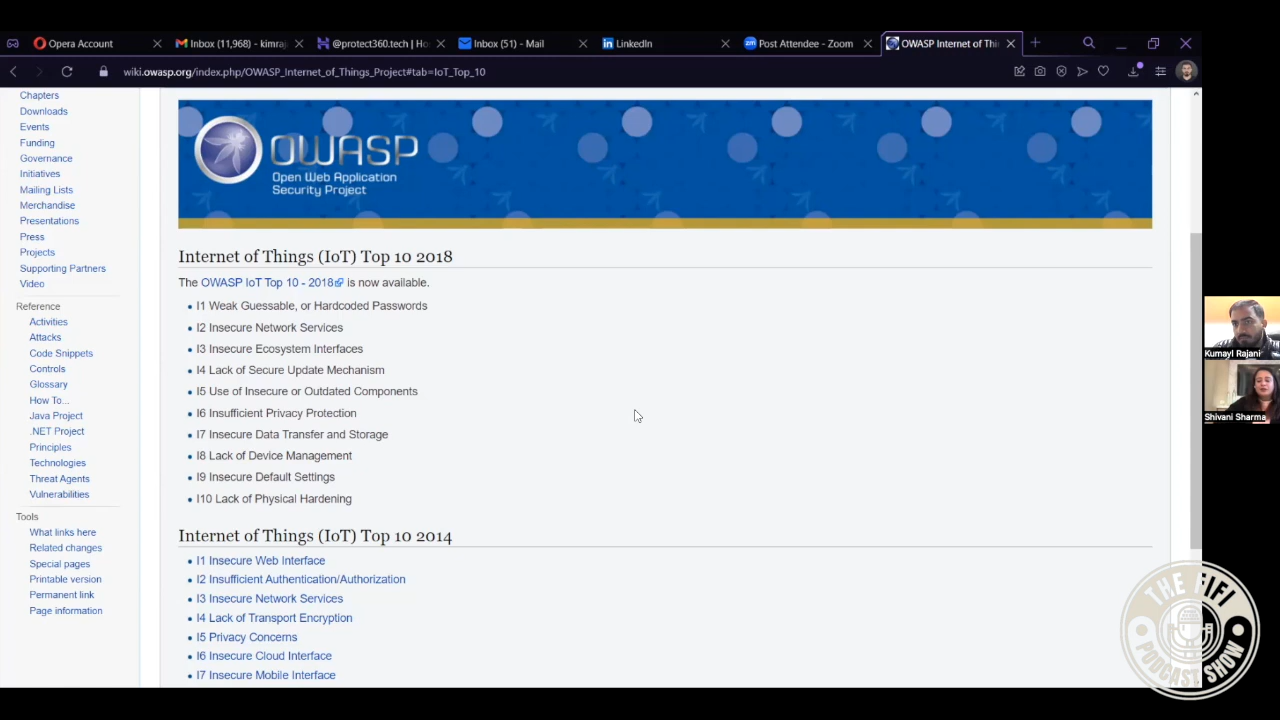 Opera Account
Inbox (11,968) - kimraj
@protect360.tech | Ho
Inbox (51) - Mail
LinkedIn
Post Attendee - Zoom
OWASP Internet of Thi
wiki.owasp.org/index.php/OWASP_Internet_of_Things_Project#tab=IoT_Top_10
Chapters
Downloads
Events
Funding
Governance
Initiatives
Mailing Lists
Merchandise
Presentations
Press
Projects
Supporting Partners
Video
Reference
Activities
Attacks
Code Snippets
Controls
Glossary
How To...
Java Project
.NET Project
Principles
Technologies
Threat Agents
Vulnerabilities
Tools
What links here
Related changes
Special pages
Printable version
Permanent link
Page information
OWASP
Open Web Application
Security Project
Internet of Things (IoT) Top 10 2018
The OWASP IoT Top 10 - 2018 is now available.
I1 Weak Guessable, or Hardcoded Passwords
I2 Insecure Network Services
I3 Insecure Ecosystem Interfaces
I4 Lack of Secure Update Mechanism
I5 Use of Insecure or Outdated Components
I6 Insufficient Privacy Protection
I7 Insecure Data Transfer and Storage
I8 Lack of Device Management
I9 Insecure Default Settings
I10 Lack of Physical Hardening
Internet of Things (IoT) Top 10 2014
I1 Insecure Web Interface
I2 Insufficient Authentication/Authorization
I3 Insecure Network Services
I4 Lack of Transport Encryption
I5 Privacy Concerns
I6 Insecure Cloud Interface
I7 Insecure Mobile Interface
Kumayl Rajani
Shivani Sharma
THE FIFI
PODCAST SHOW